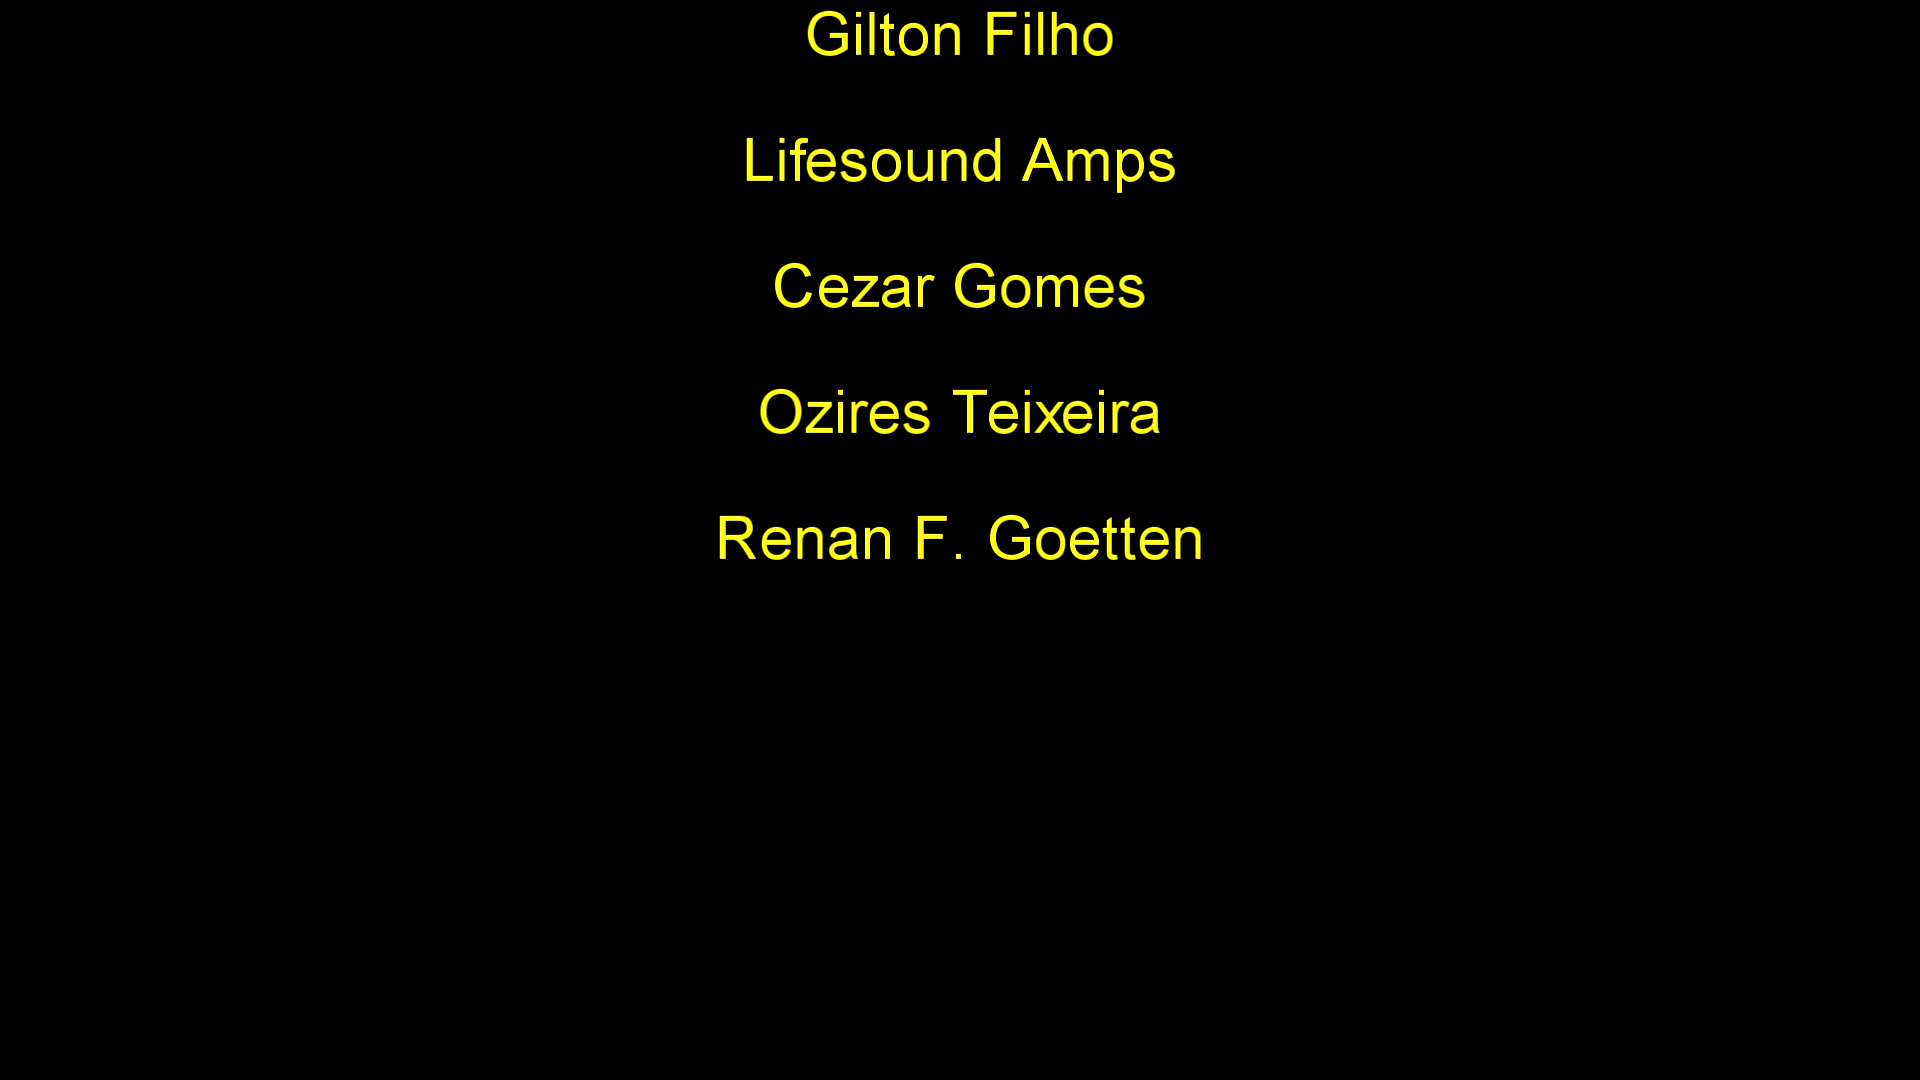 Gilton Filho
Lifesound Amps
Cezar Gomes
Ozires Teixeira
Renan F. Goetten